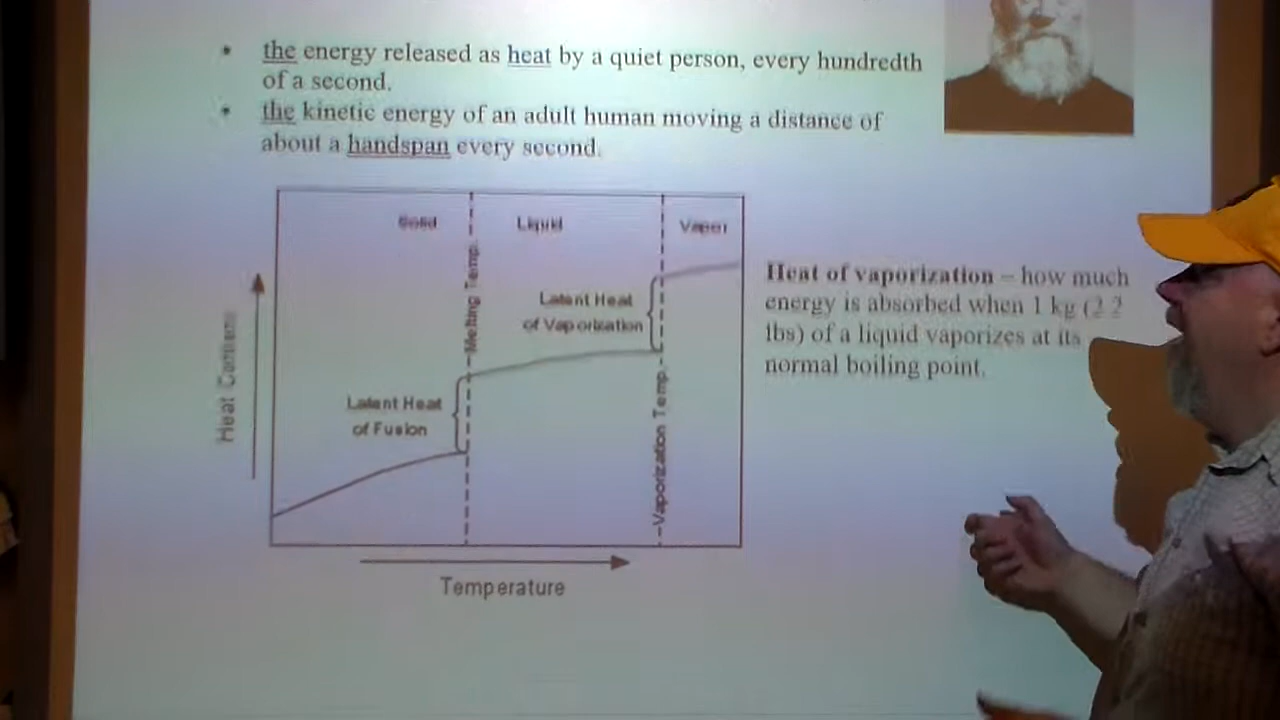 the energy released as heat by a quiet person, every hundredth
of a second.
the kinetic energy of an adult human moving a distance of
about a handspan every second.
Solid
Liquid
Vapor
Melting Temp.
Latent Heat
of Vaporization
Heat of vaporization – how much
energy is absorbed when 1 kg (2.2
lbs) of a liquid vaporizes at its
normal boiling point.
Heat
Latent Heat
of Fusion
Vaporization Temp.
Temperature